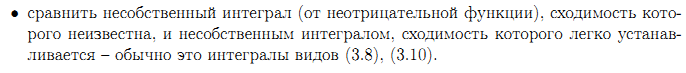 • сравнить несобственный интеграл (от неотрицательной функции), сходимость кото-
рого неизвестна, и несобственным интегралом, сходимость которого легко устанав-
ливается – обычно это интегралы видов (3.8), (3.10).